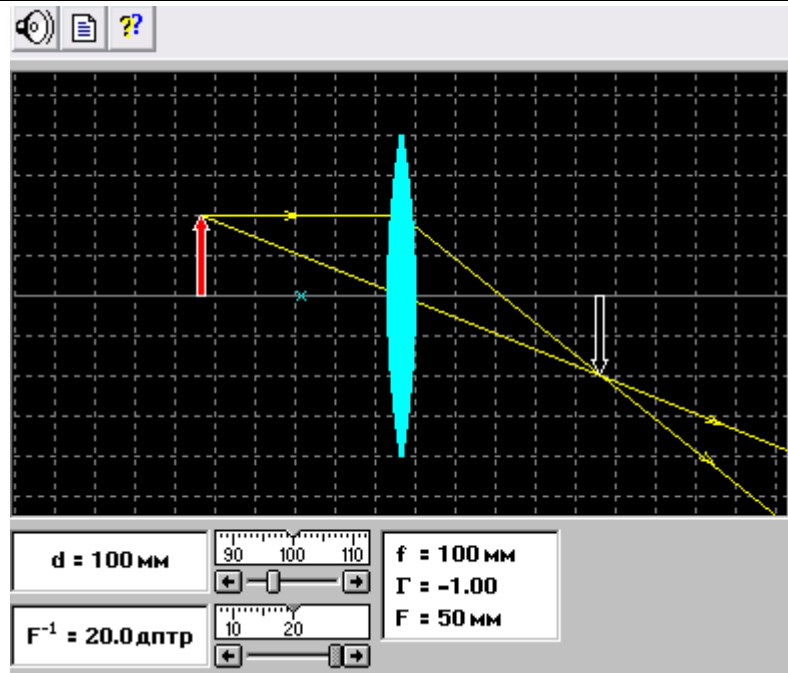 ??
d = 100 мм
90 100 110
F⁻¹ = 20.0 дптр
10 20
f = 100 мм
Г = -1.00
F = 50 мм